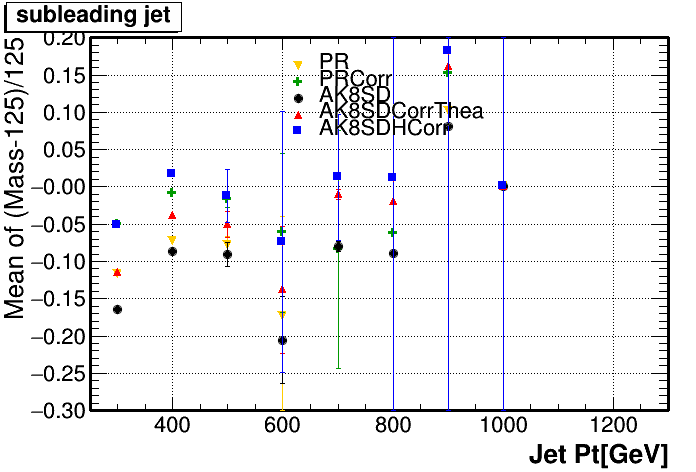 subleading jet
Mean of (Mass-125)/125
0.20
0.15
0.10
0.05
−0.00
−0.05
−0.10
−0.15
−0.20
−0.25
−0.30
PR
PRCorr
AK8SD
AK8SDCorrThea
AK8SDHCorr
400 600 800 1000 1200
Jet Pt[GeV]